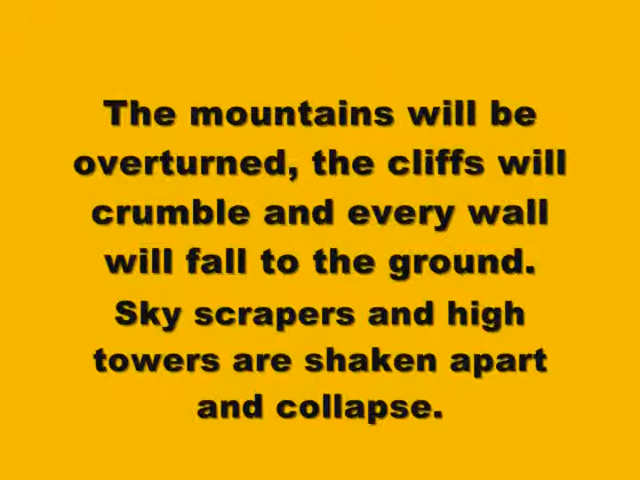 The mountains will be
overturned, the cliffs will
crumble and every wall
will fall to the ground.
Sky scrapers and high
towers are shaken apart
and collapse.